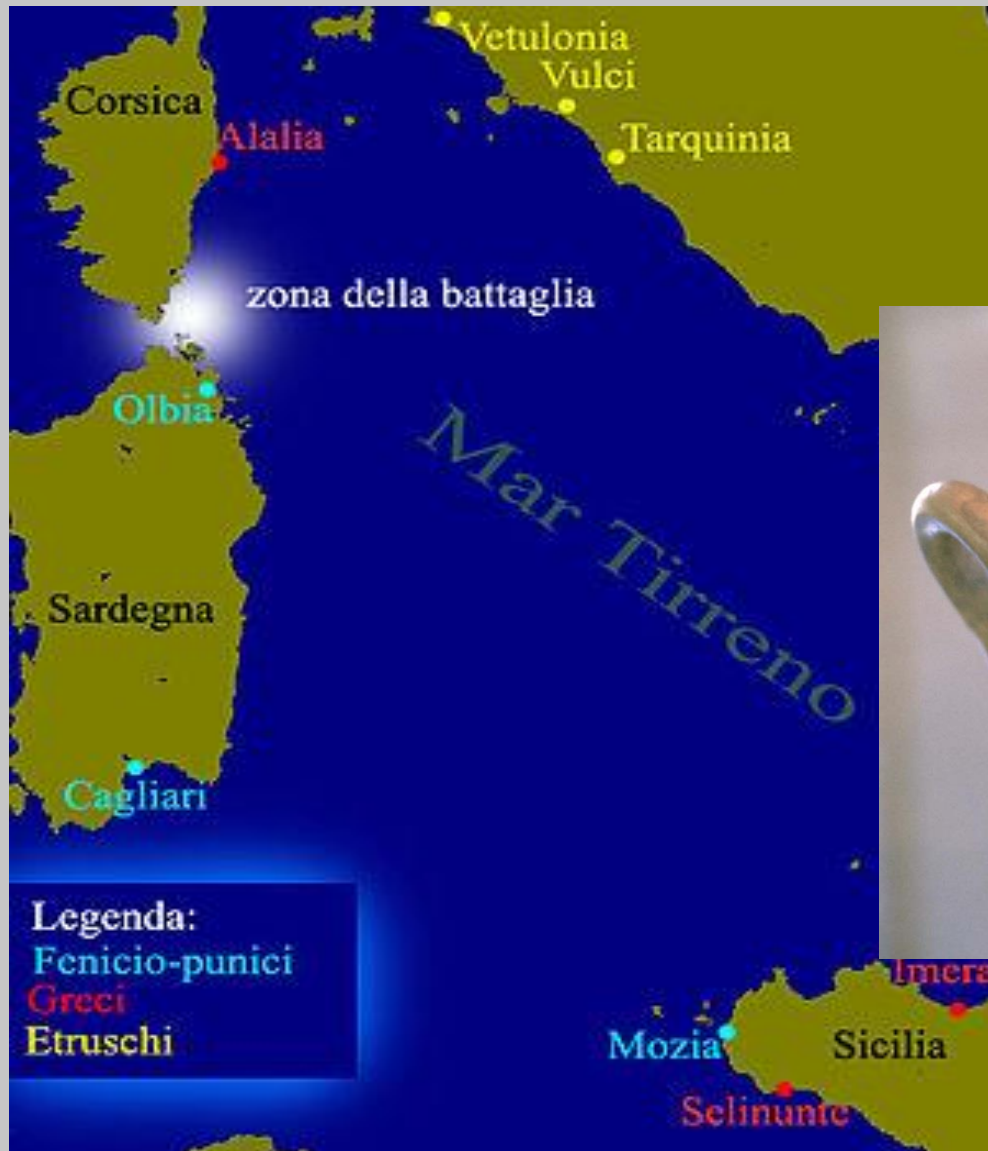 Vetulonia
Vulci
Corsica
Alalia
Tarquinia
zona della battaglia
Olbia
Mar Tirreno
Sardegna
Cagliari
Legenda:
Fenicio-punici
Greci
Etruschi
Imera
Mozia
Sicilia
Selinunte